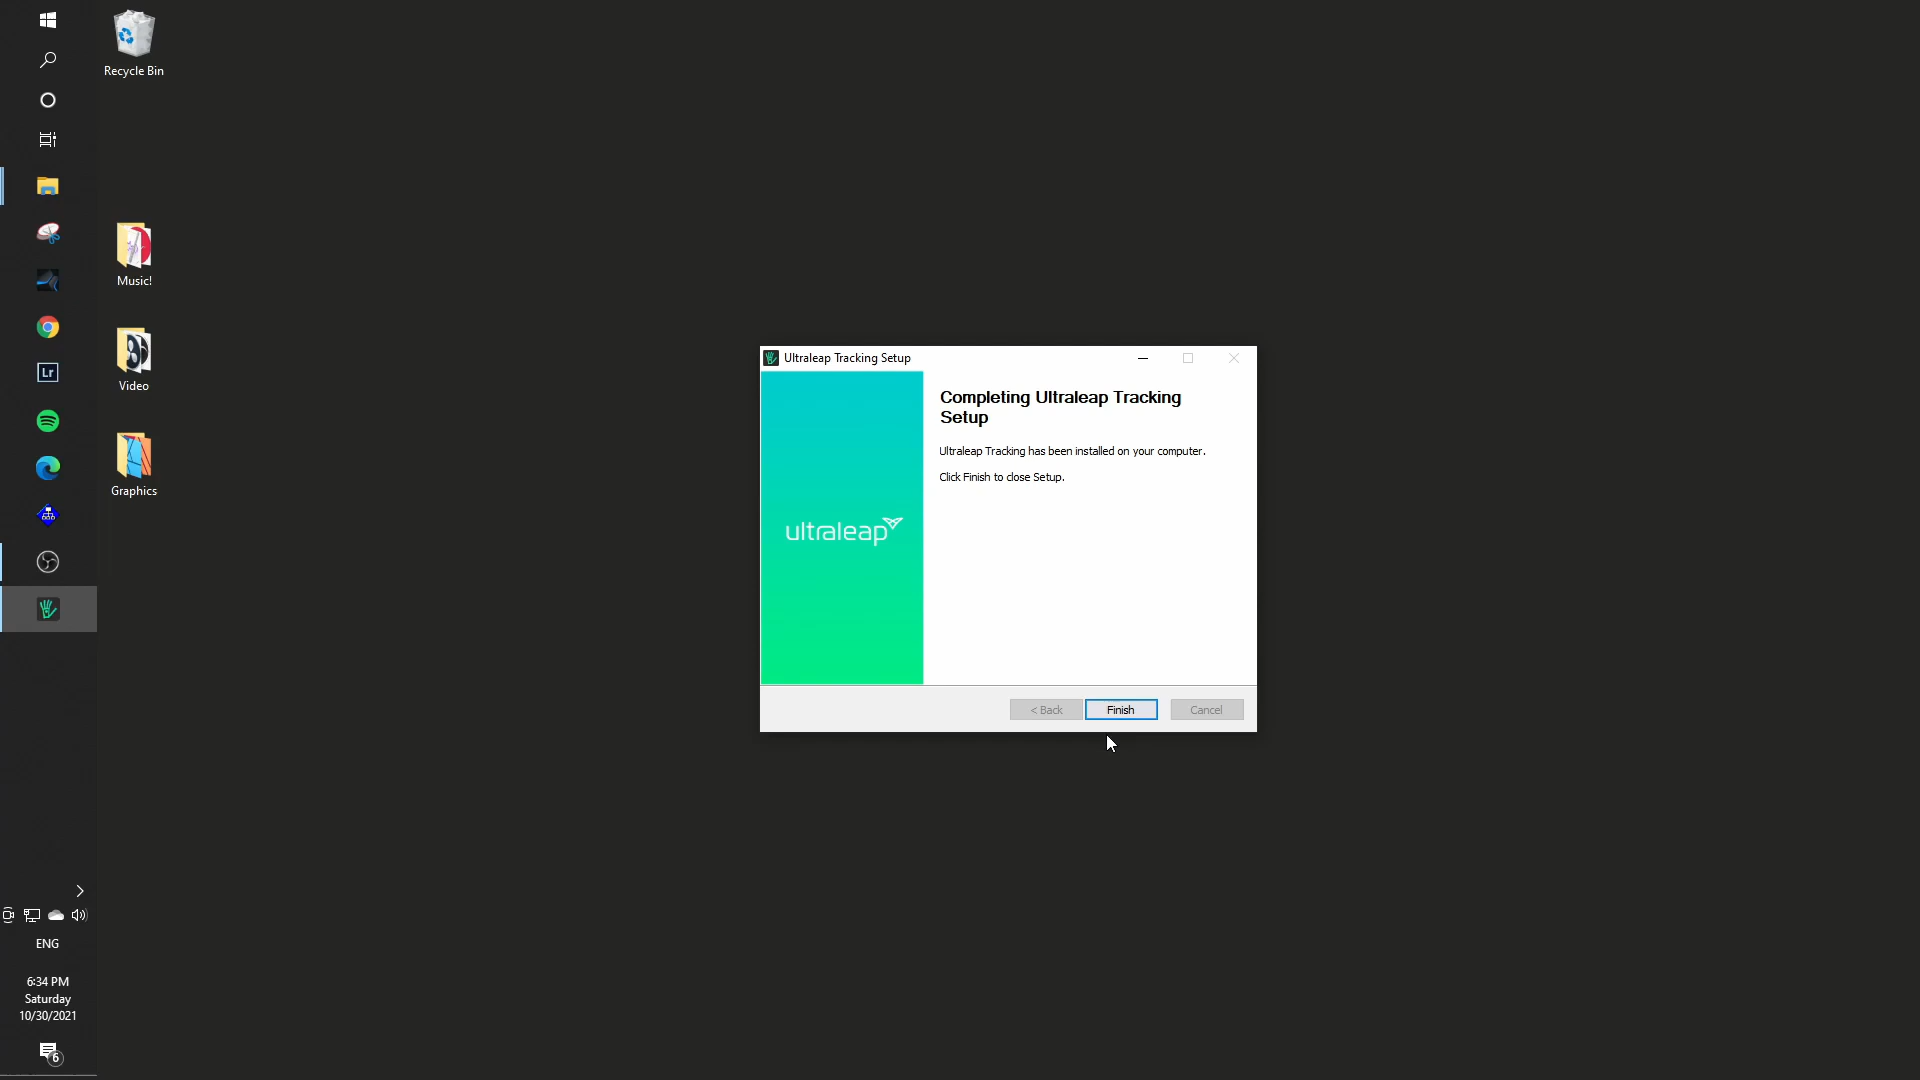 Recycle Bin
Music!
Video
Lr
Graphics
Ultraleap Tracking Setup
Completing Ultraleap Tracking
Setup
Ultraleap Tracking has been installed on your computer.
Click Finish to close Setup.
ultraleap
< Back
Finish
Cancel
ENG
6:34 PM
Saturday
10/30/2021
6